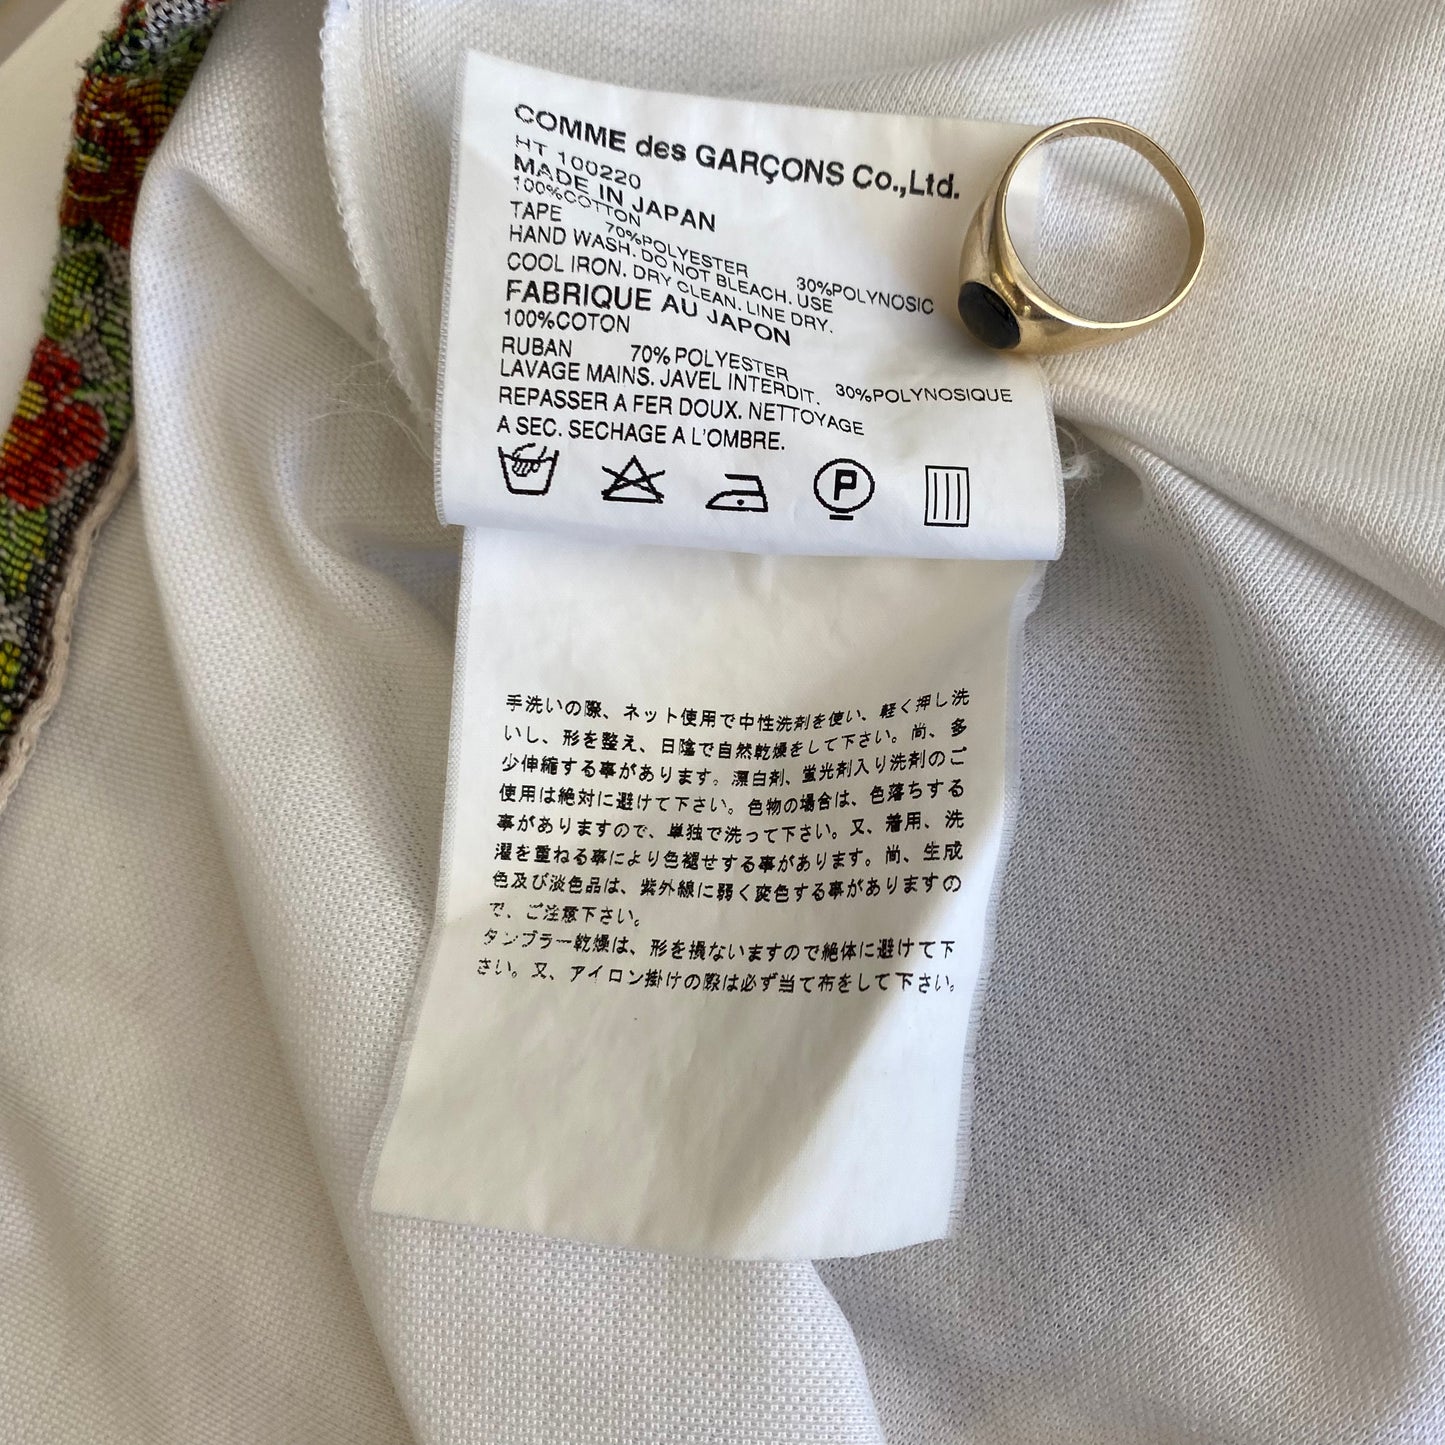 COMME des GARÇONS Co.,Ltd.
HT 100220
MADE IN JAPAN
100%COTTON
TAPE 70%POLYESTER 30%POLYNOSIC
HAND WASH. DO NOT BLEACH. USE
COOL IRON. DRY CLEAN. LINE DRY.
FABRIQUE AU JAPON
100%COTON
RUBAN 70%POLYESTER 30%POLYNOSIQUE
LAVAGE MAINS. JAVEL INTERDIT.
REPASSER A FER DOUX. NETTOYAGE
A SEC. SECHAGE A L'OMBRE.
P
手洗いの際、ネット使用で中性洗剤を使い、軽く押し洗
いし、形を整え、日陰で自然乾燥をして下さい。尚、多
少伸縮する事があります。漂白剤、蛍光剤入り洗剤のご
使用は絶対に避けて下さい。色物の場合は、色落ちする
事がありますので、単独で洗って下さい。又、着用、洗
濯を重ねる事により色褪せする事があります。尚、生成
色及び淡色品は、紫外線に弱く変色する事がありますの
で、ご注意下さい。
タンブラー乾燥は、形を損ないますので絶体に避けて下
さい。又、アイロン掛けの際は必ず当て布をして下さい。